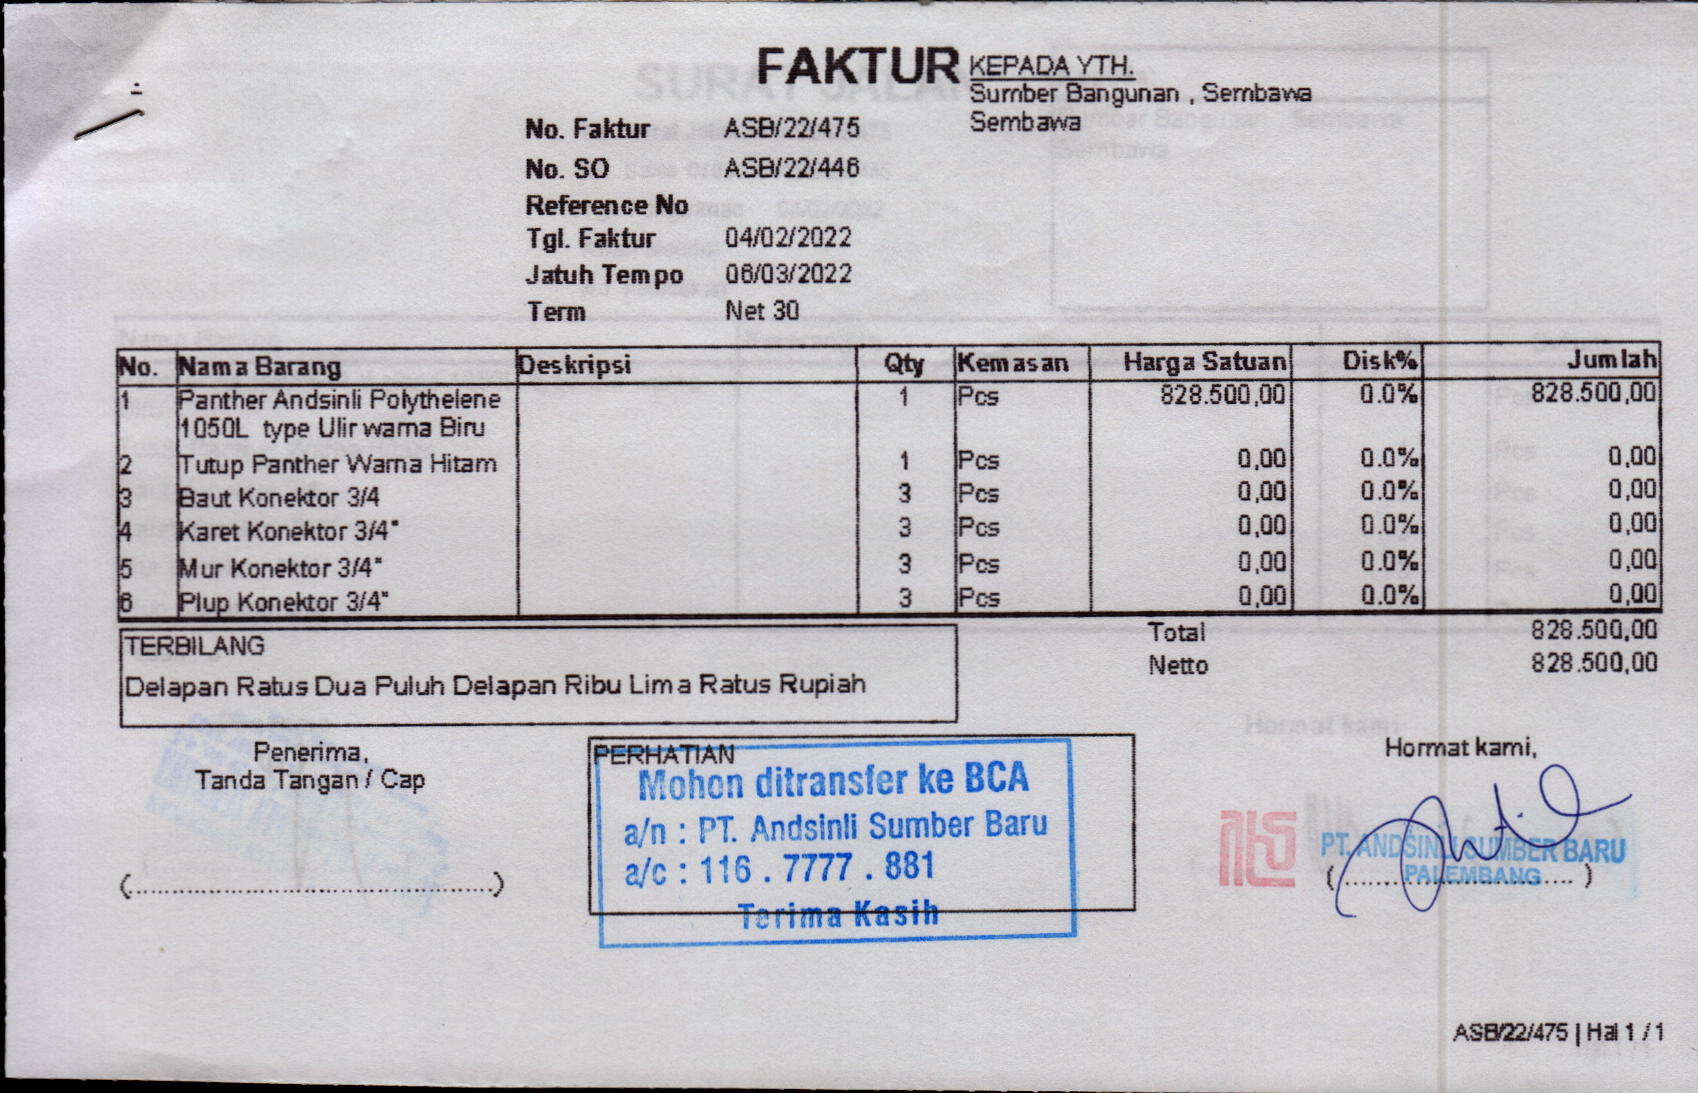 FAKTUR
KEPADA YTH.
Sumber Bangunan , Sembawa
Sembawa
No. Faktur ASB/22/475
No. SO ASB/22/446
Reference No
Tgl. Faktur 04/02/2022
Jatuh Tempo 06/03/2022
Term Net 30
No. Nama Barang Deskripsi Qty Kemasan Harga Satuan Disk% Jumlah
1 Panther Andsinli Polythelene 1 Pcs 828.500,00 0.0% 828.500,00
1050L type Ulir warna Biru
2 Tutup Panther Warna Hitam 1 Pcs 0,00 0.0% 0,00
3 Baut Konektor 3/4 3 Pcs 0,00 0.0% 0,00
4 Karet Konektor 3/4" 3 Pcs 0,00 0.0% 0,00
5 Mur Konektor 3/4" 3 Pcs 0,00 0.0% 0,00
6 Plup Konektor 3/4" 3 Pcs 0,00 0.0% 0,00
Total 828.500,00
Netto 828.500,00
TERBILANG
Delapan Ratus Dua Puluh Delapan Ribu Lima Ratus Rupiah
Penerima,
Tanda Tangan / Cap
(..........................................)
PERHATIAN
Mohon ditransfer ke BCA
a/n : PT. Andsinli Sumber Baru
a/c : 116 . 7777 . 881
Terima Kasih
Hormat kami,
PT. ANDSINLI SUMBER BARU
PALEMBANG
(..............................)
ASB/22/475 | Hal 1 / 1